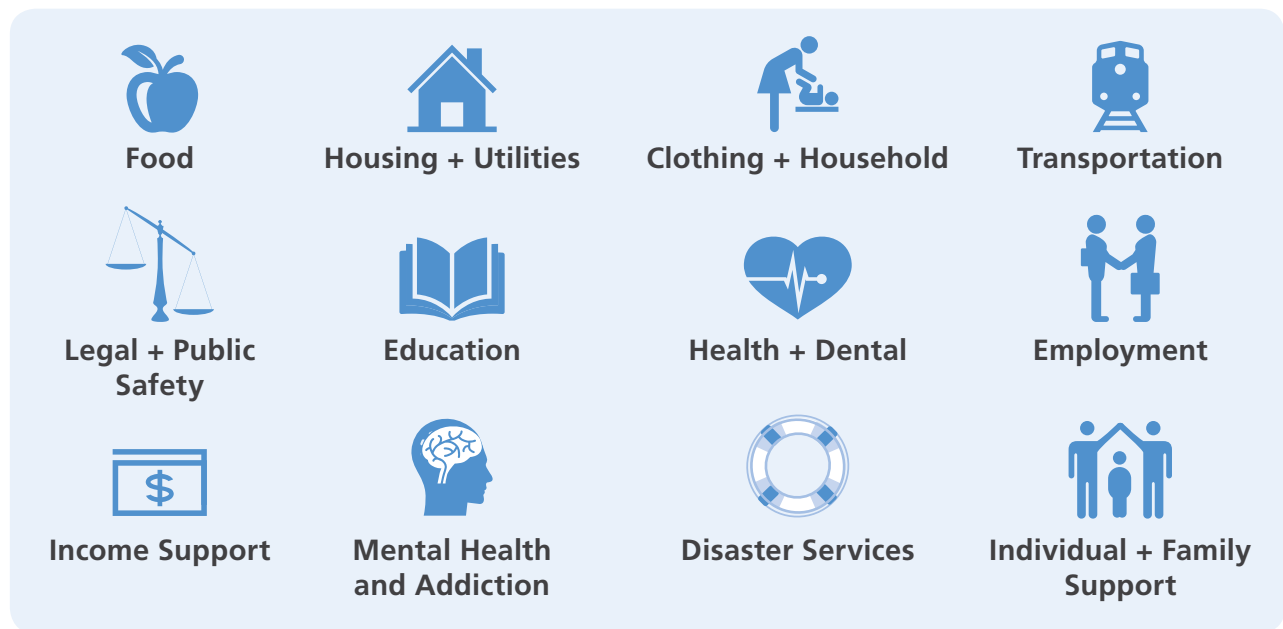 Food
Housing + Utilities
Clothing + Household
Transportation
Legal + Public
Safety
Education
Health + Dental
Employment
$
Income Support
Mental Health
and Addiction
Disaster Services
Individual + Family
Support